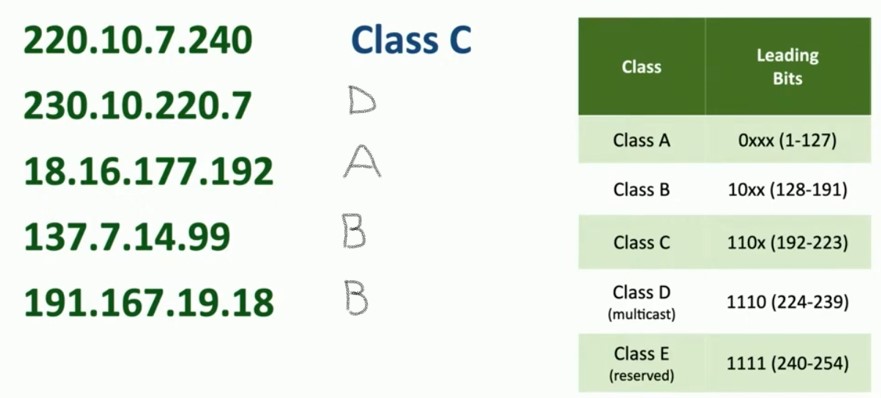 220.10.7.240 Class C
230.10.220.7 D
18.16.177.192 A
137.7.14.99 B
191.167.19.18 B
Class Leading
Bits
Class A 0xxx (1-127)
Class B 10xx (128-191)
Class C 110x (192-223)
Class D
(multicast) 1110 (224-239)
Class E
(reserved) 1111 (240-254)